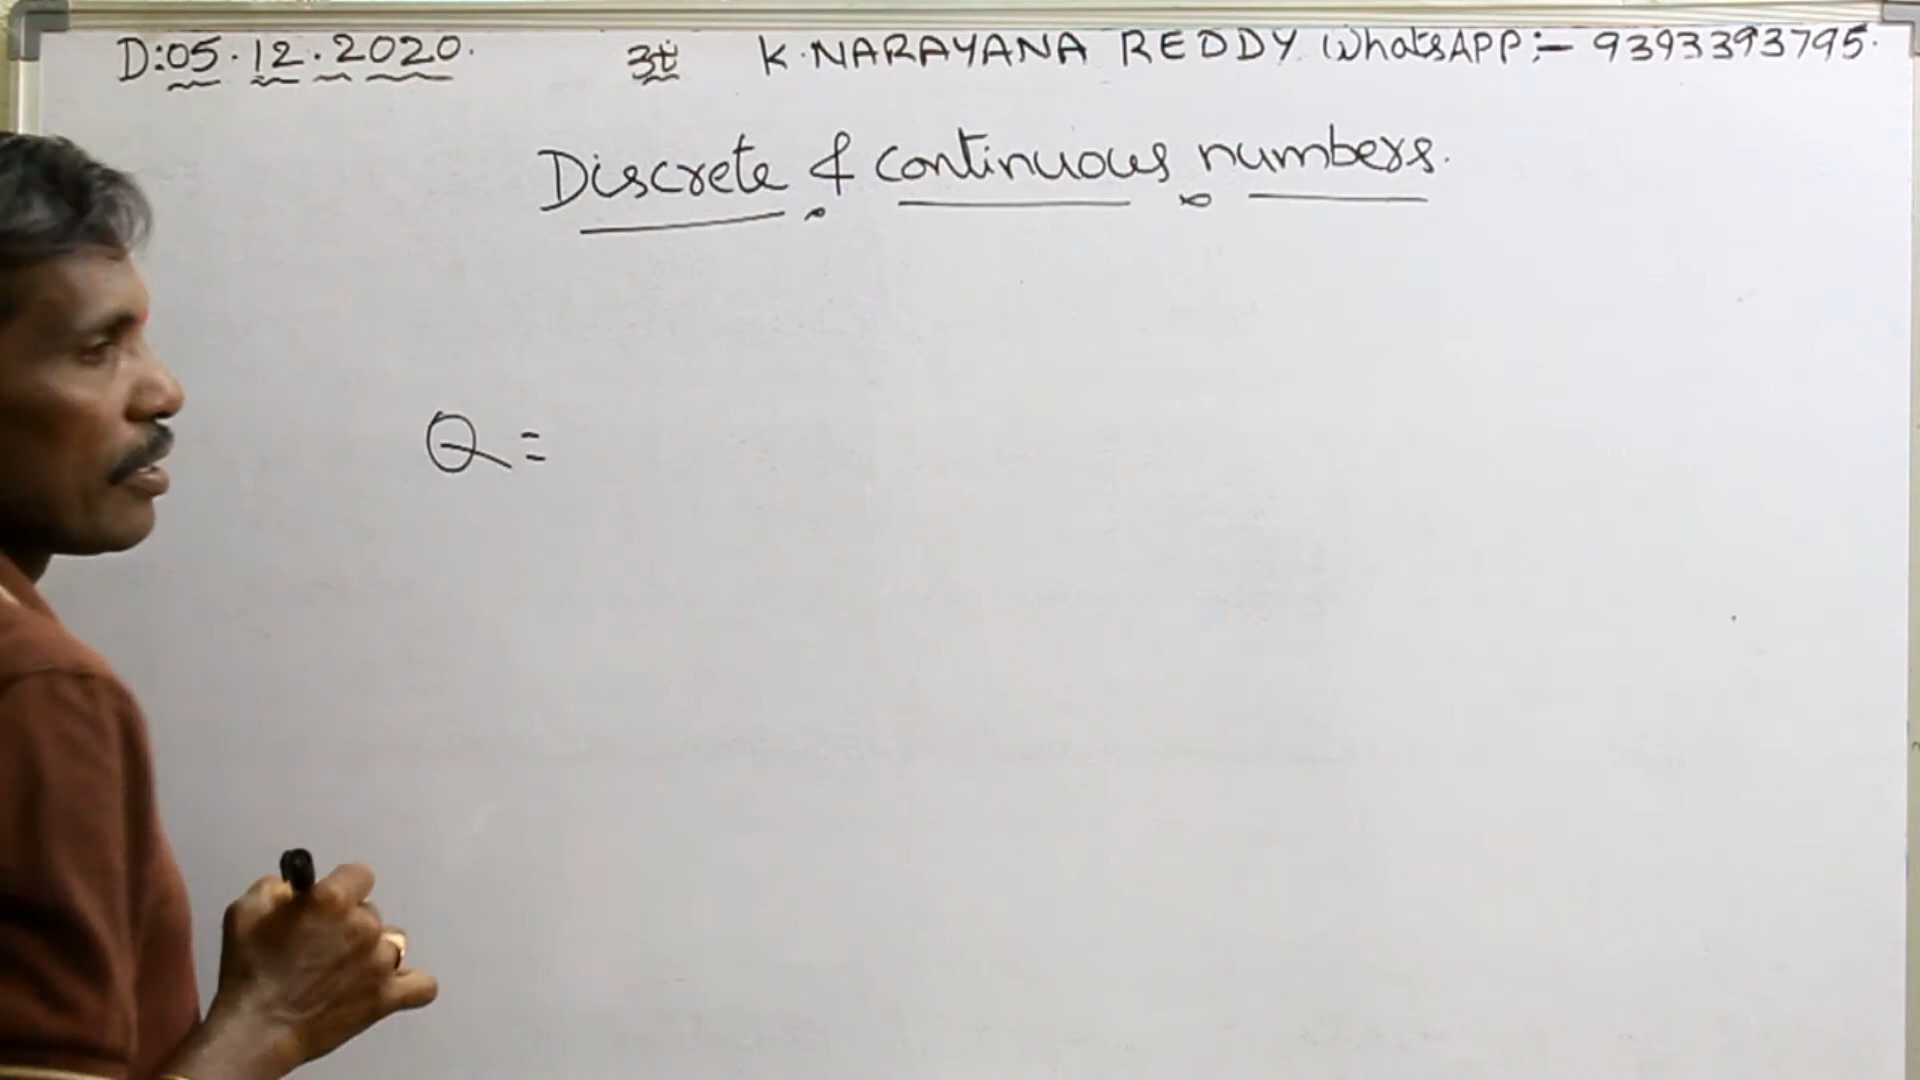 D:05.12.2020. K.NARAYANA REDDY WhatsAPP:- 9393393795.
Discrete & continuous numbers.
Q =